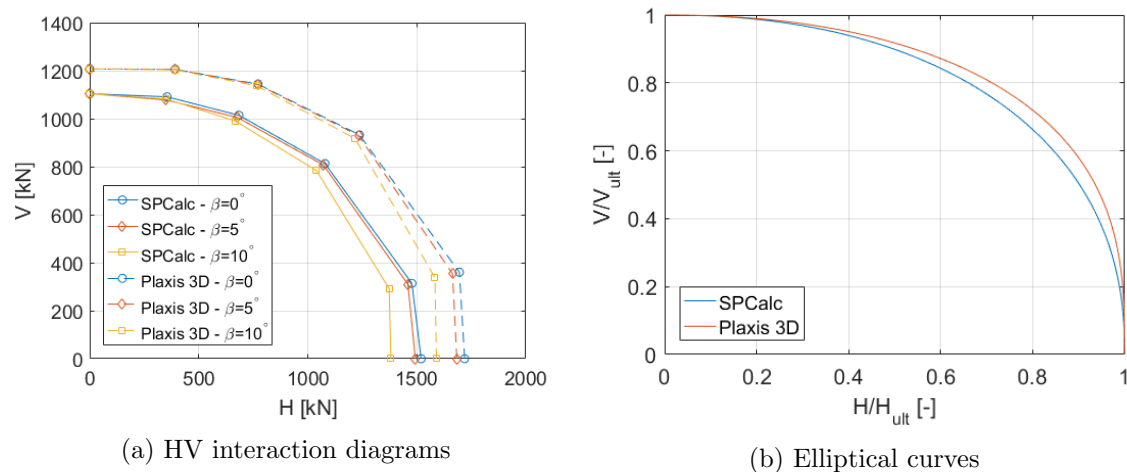 1400
1200
1000
800
600
400
200
0
V [kN]
SPCalc - β=0°
SPCalc - β=5°
SPCalc - β=10°
Plaxis 3D - β=0°
Plaxis 3D - β=5°
Plaxis 3D - β=10°
0 500 1000 1500 2000
H [kN]
(a) HV interaction diagrams
1
0.8
0.6
0.4
0.2
0
V/Vult [-]
SPCalc
Plaxis 3D
0 0.2 0.4 0.6 0.8 1
H/Hult [-]
(b) Elliptical curves